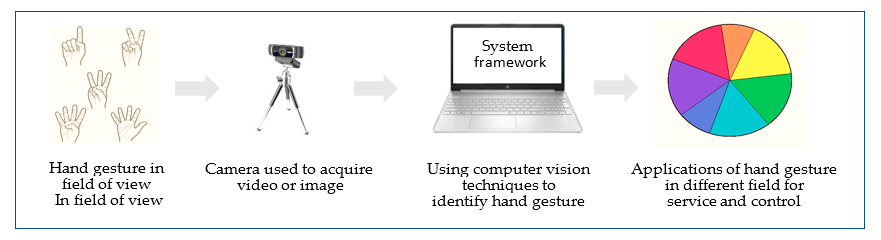 System
framework
Hand gesture in
field of view
In field of view
Camera used to acquire
video or image
Using computer vision
techniques to
identify hand gesture
Applications of hand gesture
in different field for
service and control